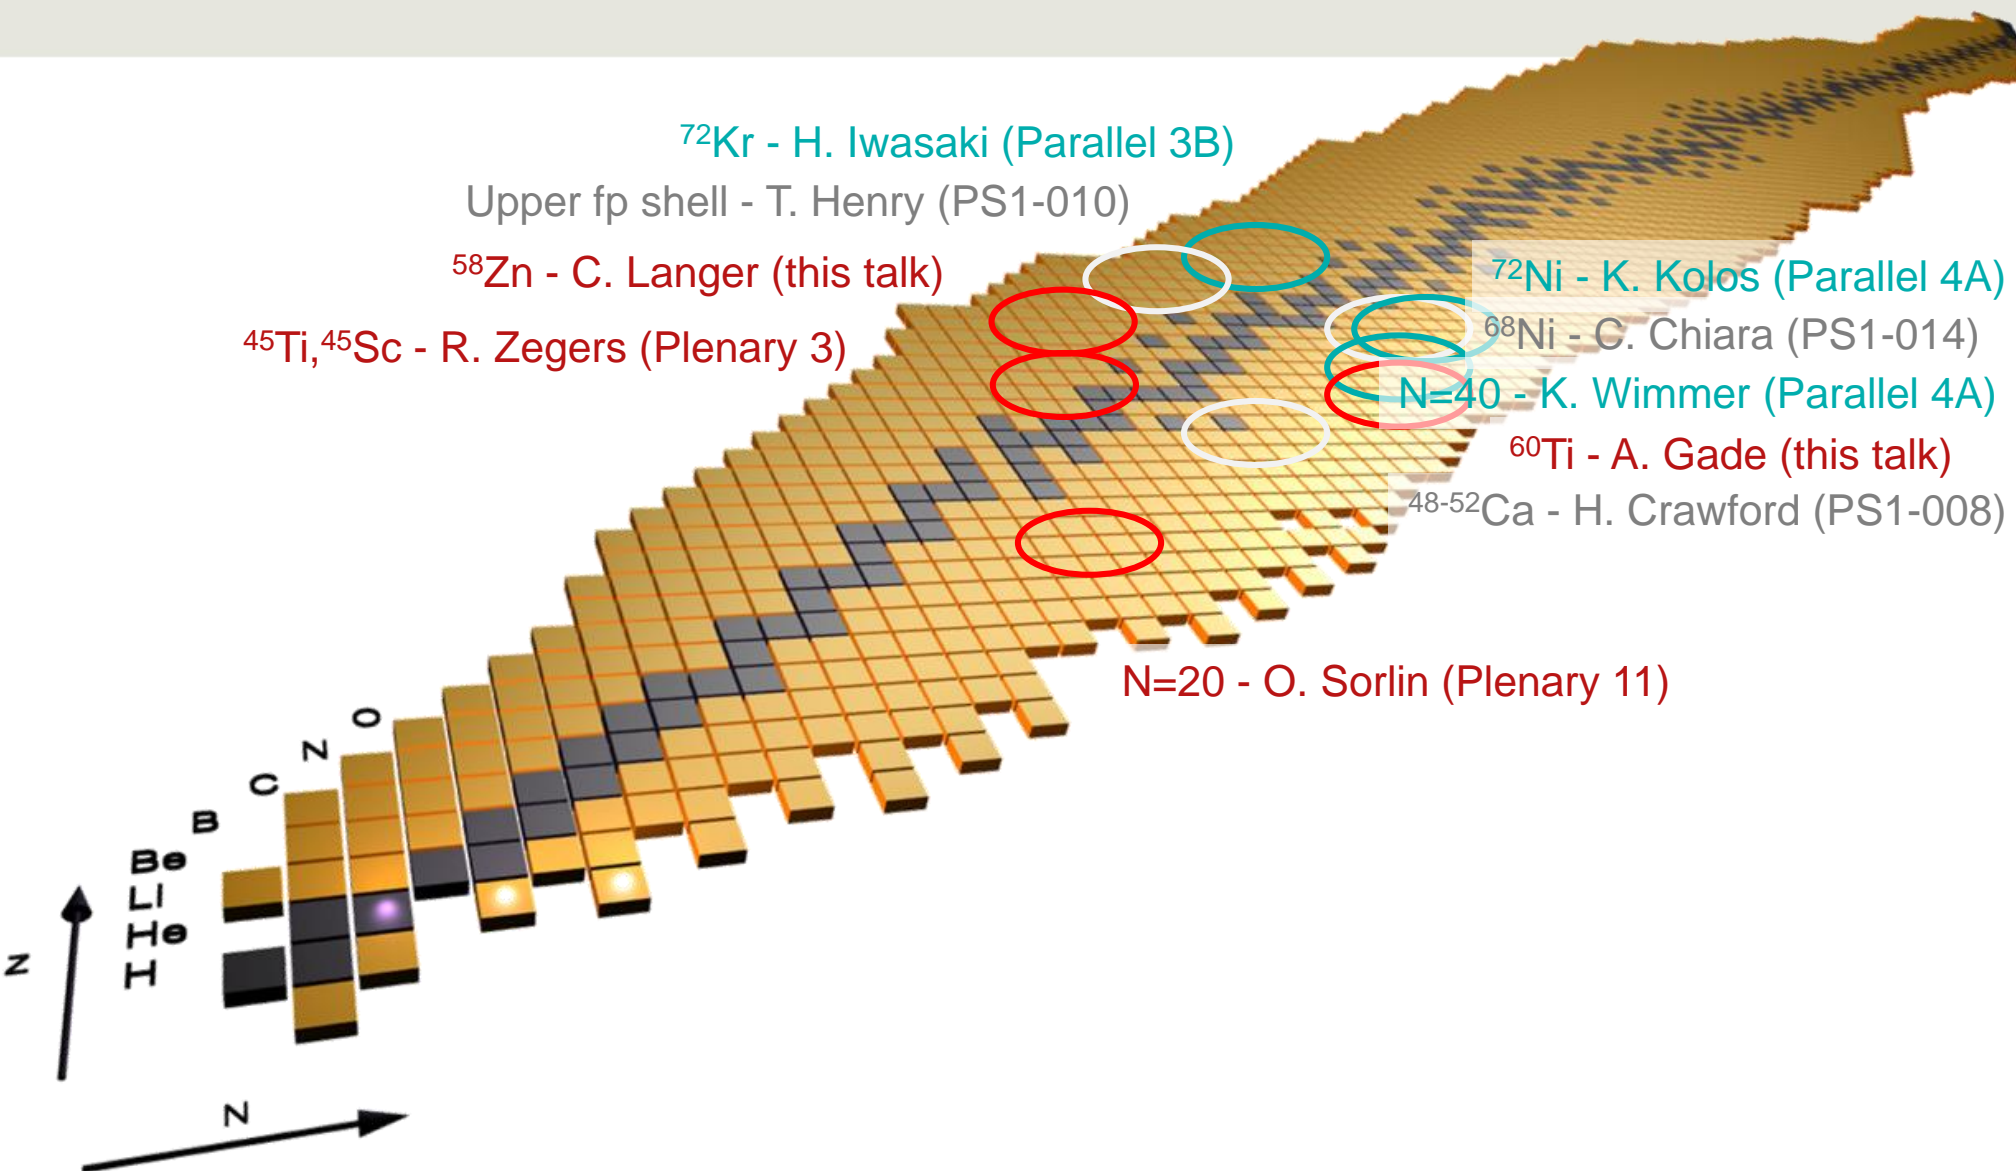 ⁷²Kr - H. Iwasaki (Parallel 3B)
Upper fp shell - T. Henry (PS1-010)
⁵⁸Zn - C. Langer (this talk)
⁴⁵Ti,⁴⁵Sc - R. Zegers (Plenary 3)
⁷²Ni - K. Kolos (Parallel 4A)
⁶⁸Ni - C. Chiara (PS1-014)
N=40 - K. Wimmer (Parallel 4A)
⁶⁰Ti - A. Gade (this talk)
⁴⁸⁻⁵²Ca - H. Crawford (PS1-008)
N=20 - O. Sorlin (Plenary 11)
O
N
C
B
Be
LI
He
H
Z
N